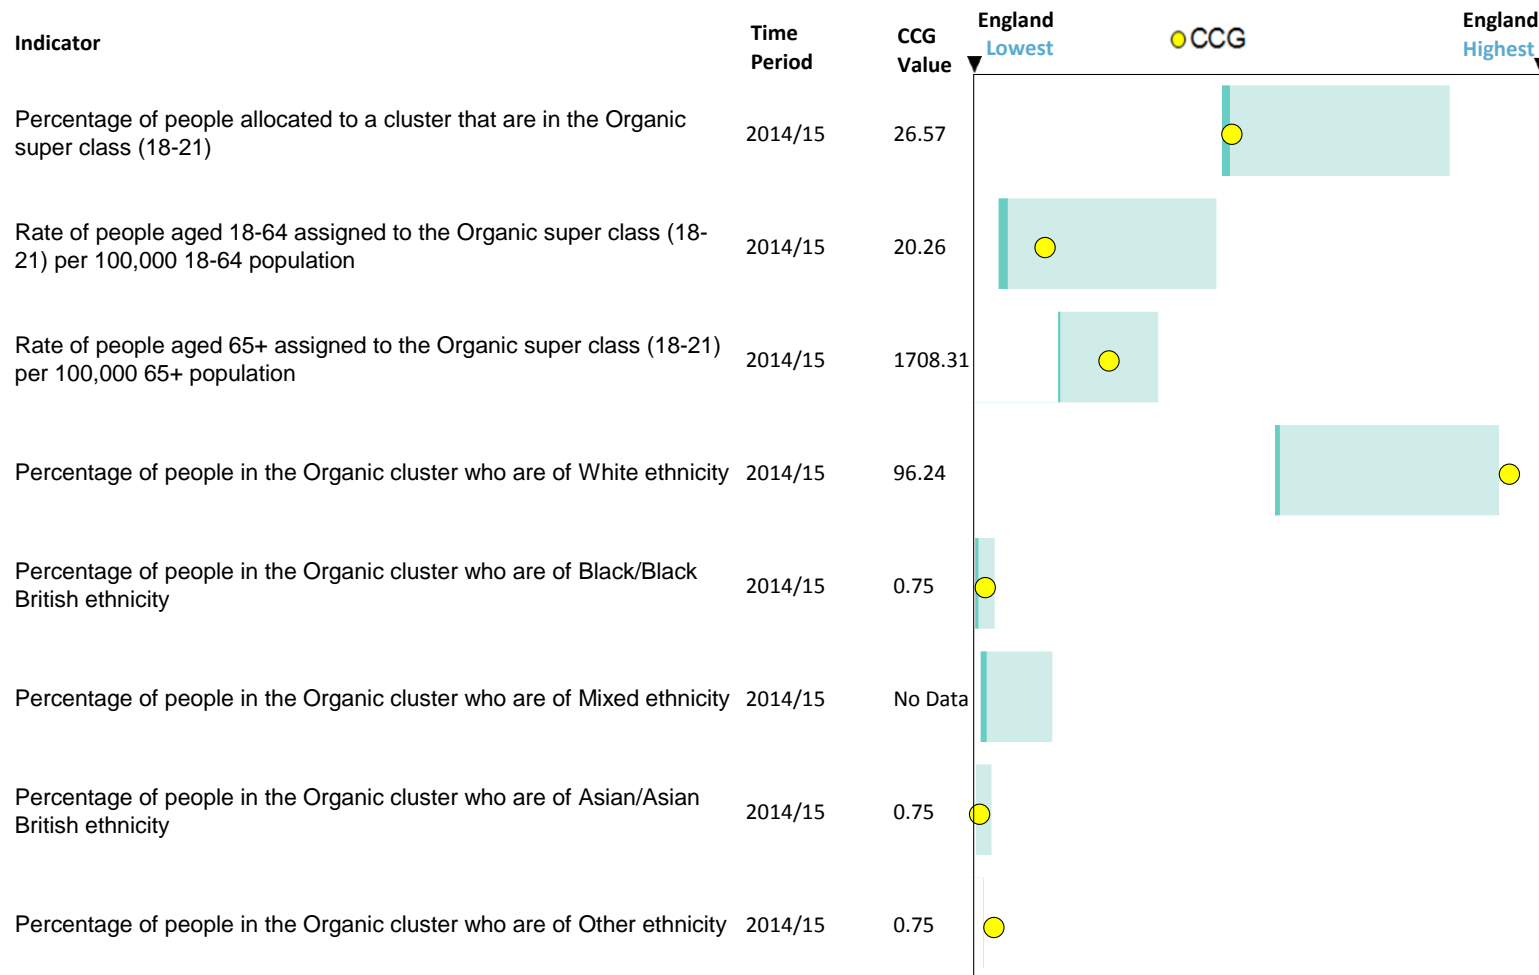 Indicator
Time
Period
CCG
Value
England
Lowest
CCG
England
Highest
Percentage of people allocated to a cluster that are in the Organic
super class (18-21)
2014/15
26.57
Rate of people aged 18-64 assigned to the Organic super class (18-
21) per 100,000 18-64 population
2014/15
20.26
Rate of people aged 65+ assigned to the Organic super class (18-21)
per 100,000 65+ population
2014/15
1708.31
Percentage of people in the Organic cluster who are of White ethnicity
2014/15
96.24
Percentage of people in the Organic cluster who are of Black/Black
British ethnicity
2014/15
0.75
Percentage of people in the Organic cluster who are of Mixed ethnicity
2014/15
No Data
Percentage of people in the Organic cluster who are of Asian/Asian
British ethnicity
2014/15
0.75
Percentage of people in the Organic cluster who are of Other ethnicity
2014/15
0.75